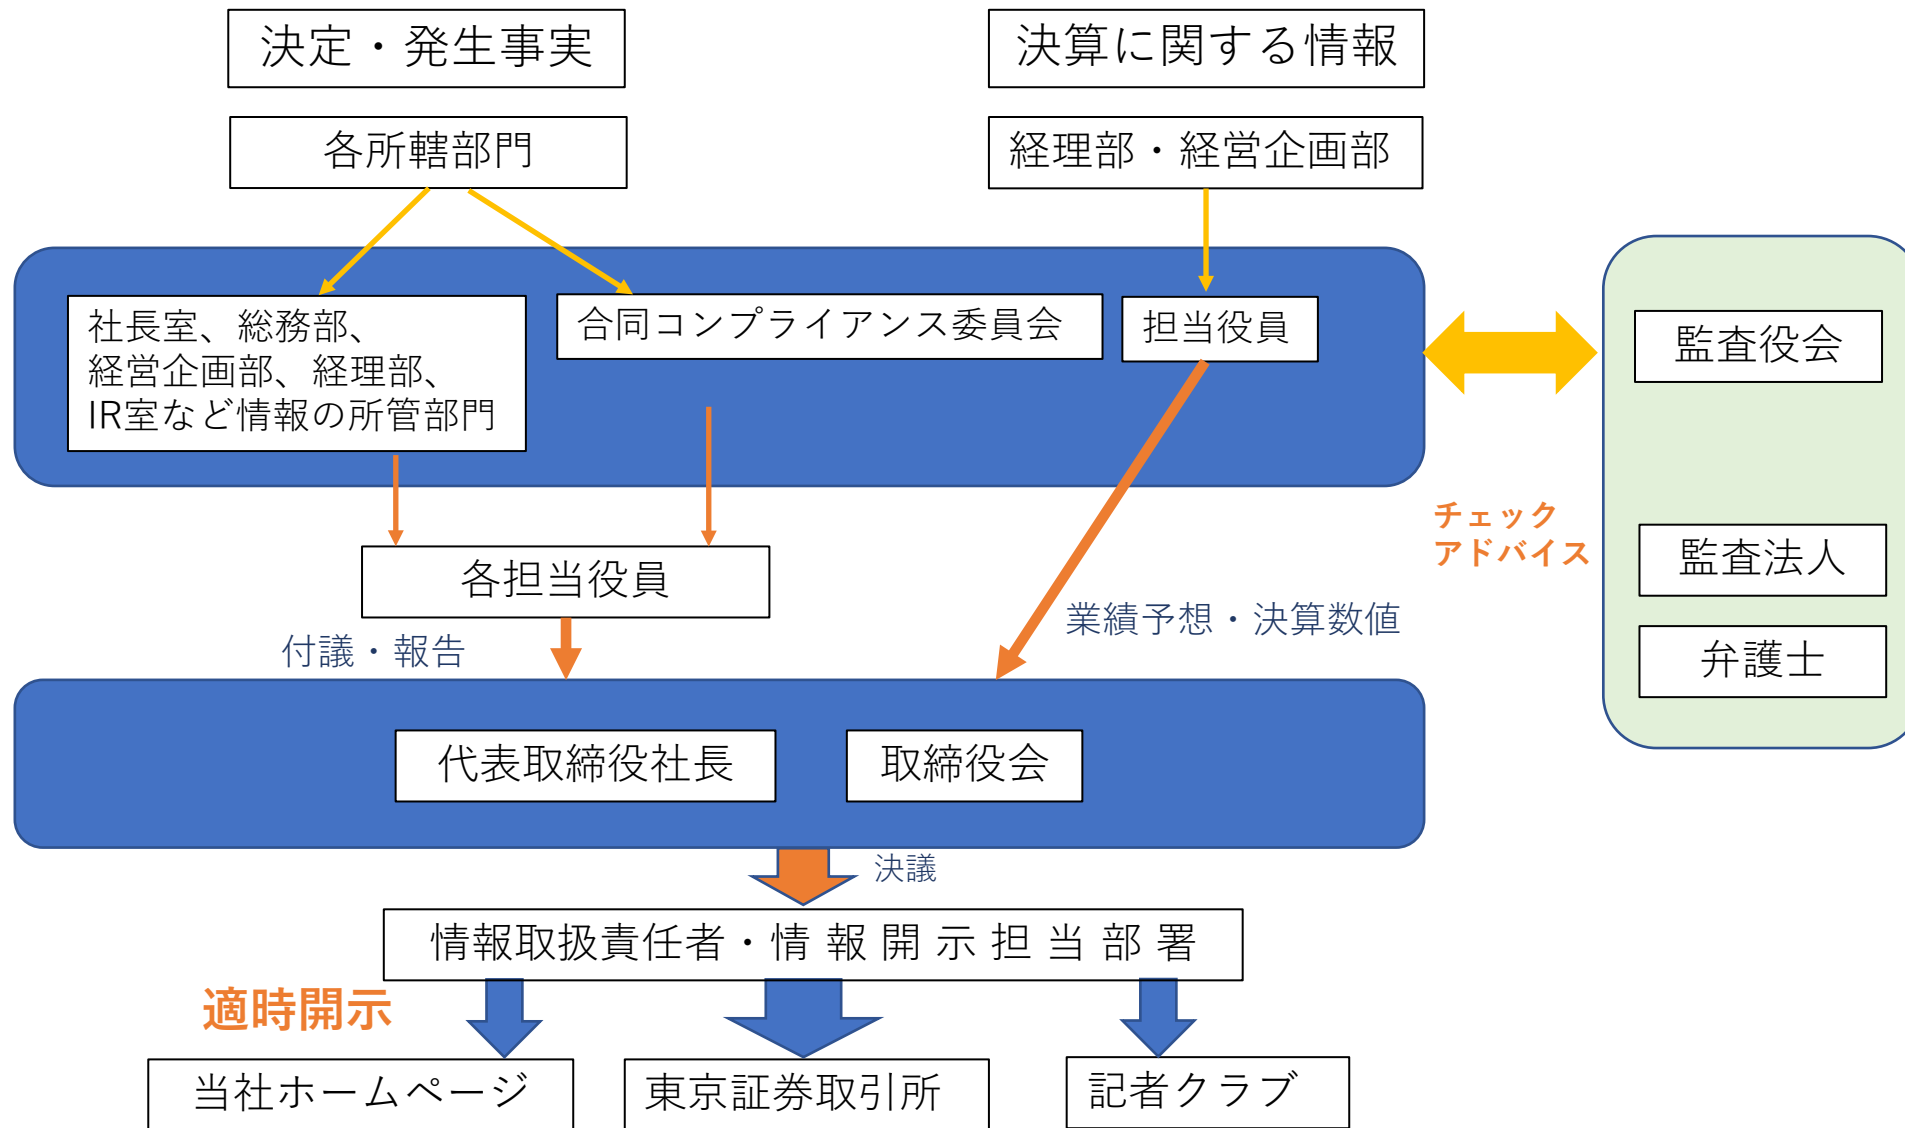 決定・発生事実
決算に関する情報
各所轄部門
経理部・経営企画部
社長室、総務部、
経営企画部、経理部、
IR室など情報の所管部門
合同コンプライアンス委員会
担当役員
監査役会
チェック
アドバイス
監査法人
弁護士
各担当役員
付議・報告
業績予想・決算数値
代表取締役社長
取締役会
決議
情報取扱責任者・情 報 開 示 担 当 部 署
適時開示
当社ホームページ
東京証券取引所
記者クラブ